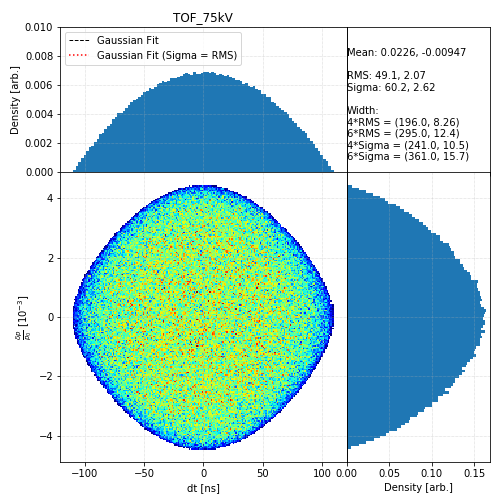 TOF_75kV
0.010
0.008
0.006
0.004
0.002
0.000
Density [arb.]
Gaussian Fit
Gaussian Fit (Sigma = RMS)
Mean: 0.0226, -0.00947
RMS: 49.1, 2.07
Sigma: 60.2, 2.62
Width:
4*RMS = (196.0, 8.26)
6*RMS = (295.0, 12.4)
4*Sigma = (241.0, 10.5)
6*Sigma = (361.0, 15.7)
4
2
0
−2
−4
δp/p₀ [10⁻³]
−100 −50 0 50 100
dt [ns]
0.00 0.05 0.10 0.15
Density [arb.]